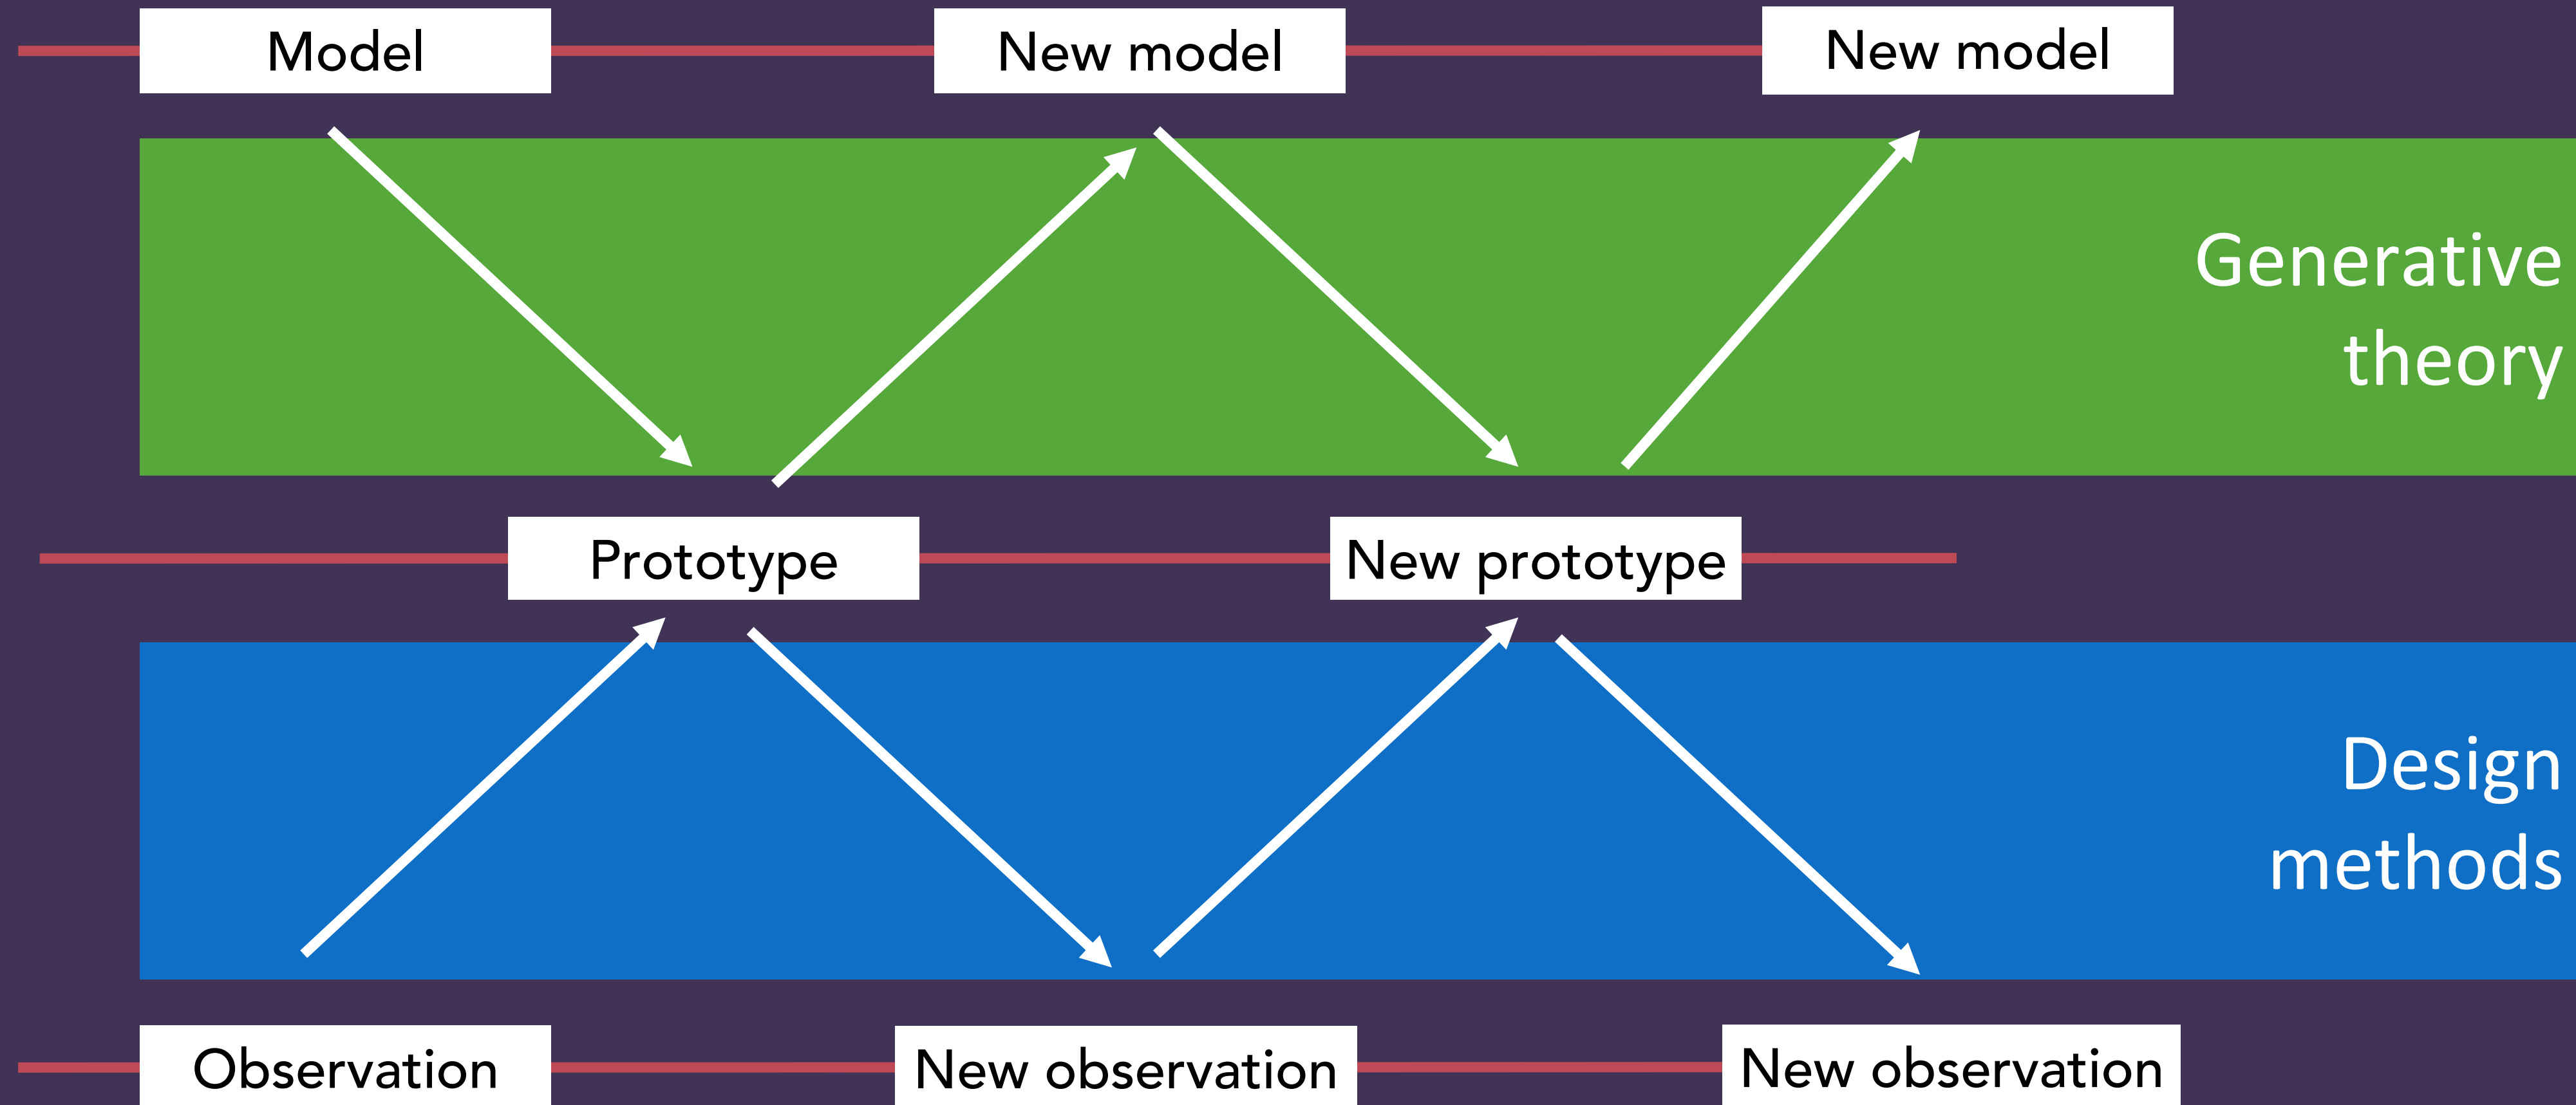 Model
New model
New model
Generative
theory
Prototype
New prototype
Design
methods
Observation
New observation
New observation